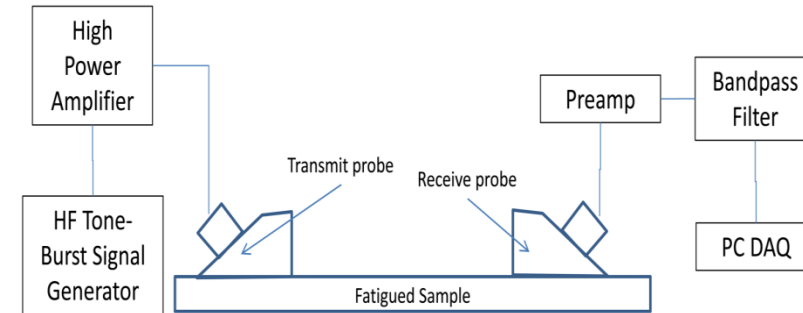 High
Power
Amplifier
HF Tone-
Burst Signal
Generator
Transmit probe
Receive probe
Fatigued Sample
Preamp
Bandpass
Filter
PC DAQ